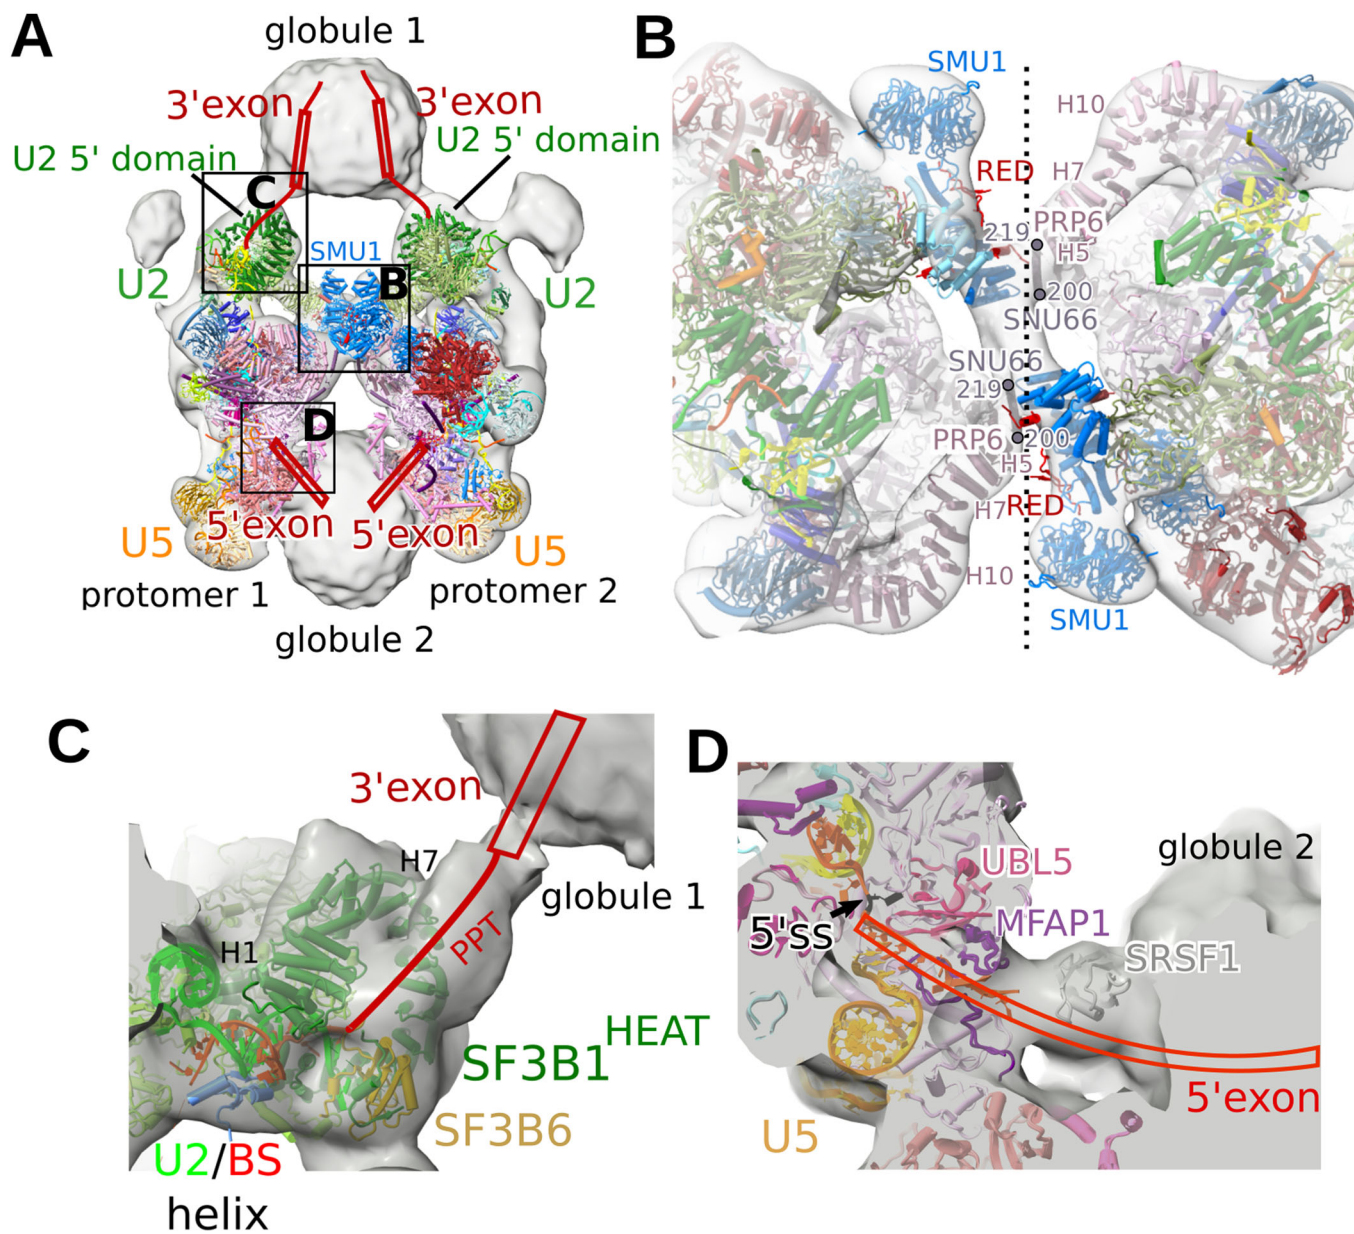 A
globule 1
3'exon
3'exon
U2 5' domain
U2 5' domain
C
SMU1
B
U2
U2
D
5'exon
5'exon
U5
U5
protomer 1
protomer 2
globule 2
B
SMU1
H10
RED
H7
219
PRP6
H5
200
SNU66
SNU66
219
PRP6
200
H5
H7
RED
H10
SMU1
C
3'exon
H7
globule 1
PPT
H1
SF3B1HEAT
SF3B6
U2/BS
helix
D
globule 2
UBL5
5'ss
MFAP1
SRSF1
5'exon
U5